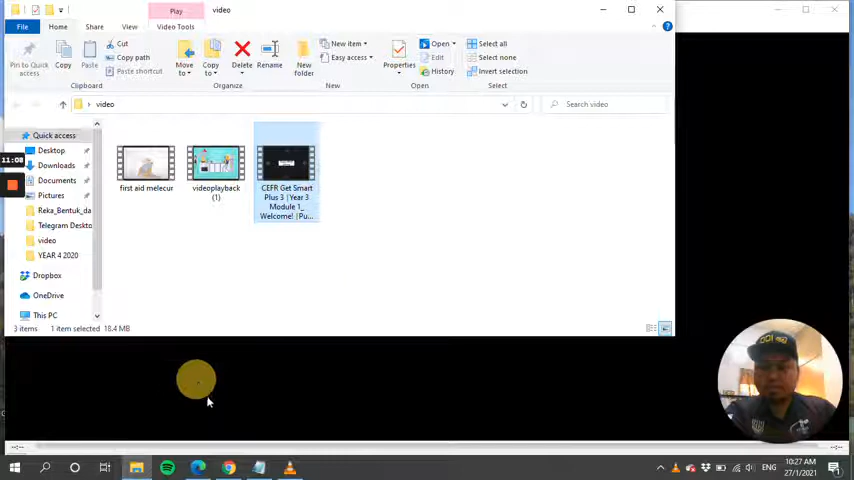 Play
video
File
Home
Share
View
Video Tools
Pin to Quick access
Copy
Paste
Cut
Copy path
Paste shortcut
Clipboard
Move to
Copy to
Delete
Rename
Organize
New folder
New item
Easy access
New
Properties
Open
Edit
History
Open
Select all
Select none
Invert selection
Select
video
Search video
11:08
Quick access
Desktop
Downloads
Documents
Pictures
Reka_Bentuk_da
Telegram Deskto
video
YEAR 4 2020
Dropbox
OneDrive
This PC
first aid melecur
videoplayback
(1)
CEFR Get Smart
Plus 3 |Year 3
Module 1_
Welcome! |Pu...
3 items
1 item selected
18.4 MB
--:--
--:--
ENG
10:27 AM
27/1/2021